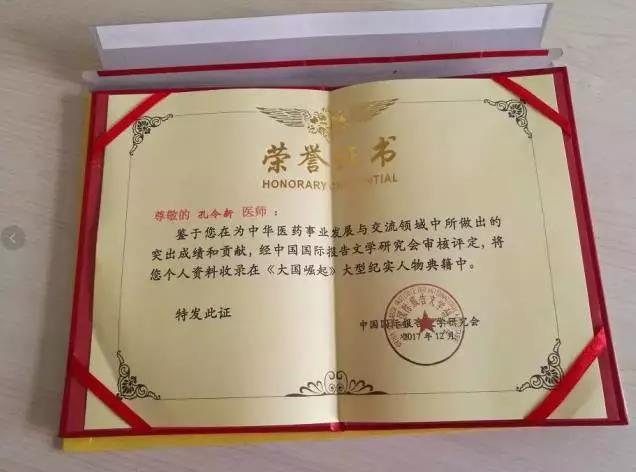 荣誉证书
HONORARY CREDENTIAL
尊敬的 孔令新 医师：
鉴于您在为中华医药事业发展与交流领域中所做出的
突出成绩和贡献，经中国国际报告文学研究会审核评定，将
您个人资料收录在《大国崛起》大型纪实人物典籍中。
特发此证
中国国际报告文学研究会
2017年12月